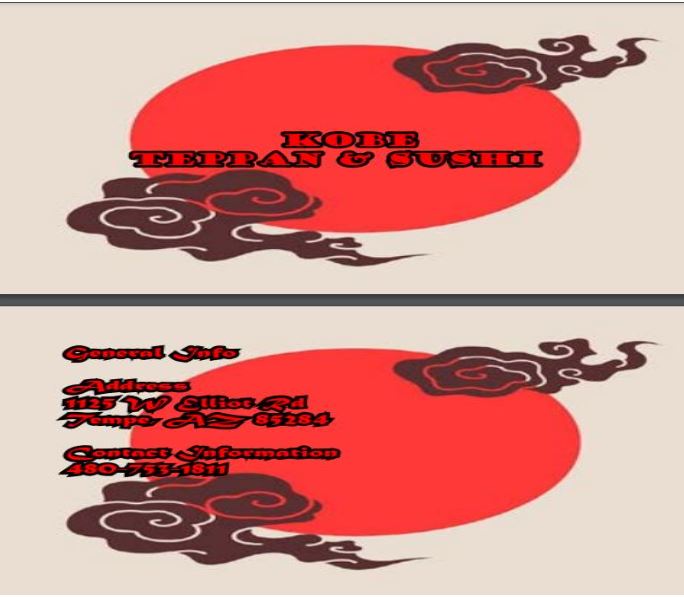 KOBE
TEPPAN & SUSHI
General Info
Address
1125 W Elliot Rd
Tempe AZ 85284
Contact Information
480-753-1811